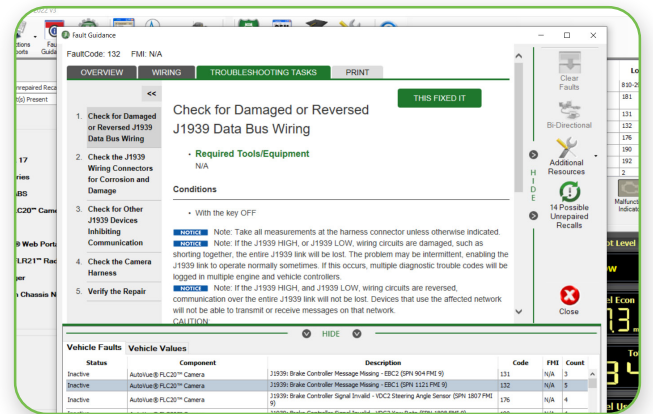 Fault Guidance
FaultCode: 132 FMI: N/A
OVERVIEW WIRING TROUBLESHOOTING TASKS PRINT
<<
THIS FIXED IT
1. Check for Damaged
or Reversed J1939
Data Bus Wiring
2. Check the J1939
Wiring Connectors
for Corrosion and
Damage
3. Check for Other
J1939 Devices
Inhibiting
Communication
4. Check the Camera
Harness
5. Verify the Repair
Check for Damaged or Reversed
J1939 Data Bus Wiring
• Required Tools/Equipment
N/A
Conditions
• With the key OFF
NOTICE Note: Take all measurements at the harness connector unless otherwise indicated.
NOTICE Note: If the J1939 HIGH, or J1939 LOW, wiring circuits are damaged, such as
shorting together, the entire J1939 link will be lost. The problem may be intermittent, enabling the
J1939 link to operate normally sometimes. If this occurs, multiple diagnostic trouble codes will be
logged in multiple engine and vehicle controllers.
NOTICE Note: If the J1939 HIGH, and J1939 LOW, wiring circuits are reversed,
communication over the entire J1939 link will not be lost. Devices that use the affected network
will not be able to transmit or receive messages on that network.
CAUTION
HIDE
Clear
Faults
Bi-Directional
Additional
Resources
14 Possible
Unrepaired
Recalls
Close
HIDE
Vehicle Faults Vehicle Values
Status Component Description Code FMI Count
Inactive AutoVue® FLC20™ Camera J1939: Brake Controller Message Missing - EBC2 (SPN 904 FMI 9) 131 N/A 3
Inactive AutoVue® FLC20™ Camera J1939: Brake Controller Message Missing - EBC1 (SPN 1121 FMI 9) 132 N/A 5
Inactive AutoVue® FLC20™ Camera J1939: Brake Controller Signal Invalid - VDC2 Steering Angle Sensor (SPN 1807 FMI
9) 176 N/A 4
17
810-2
181
131
132
176
190
192
2